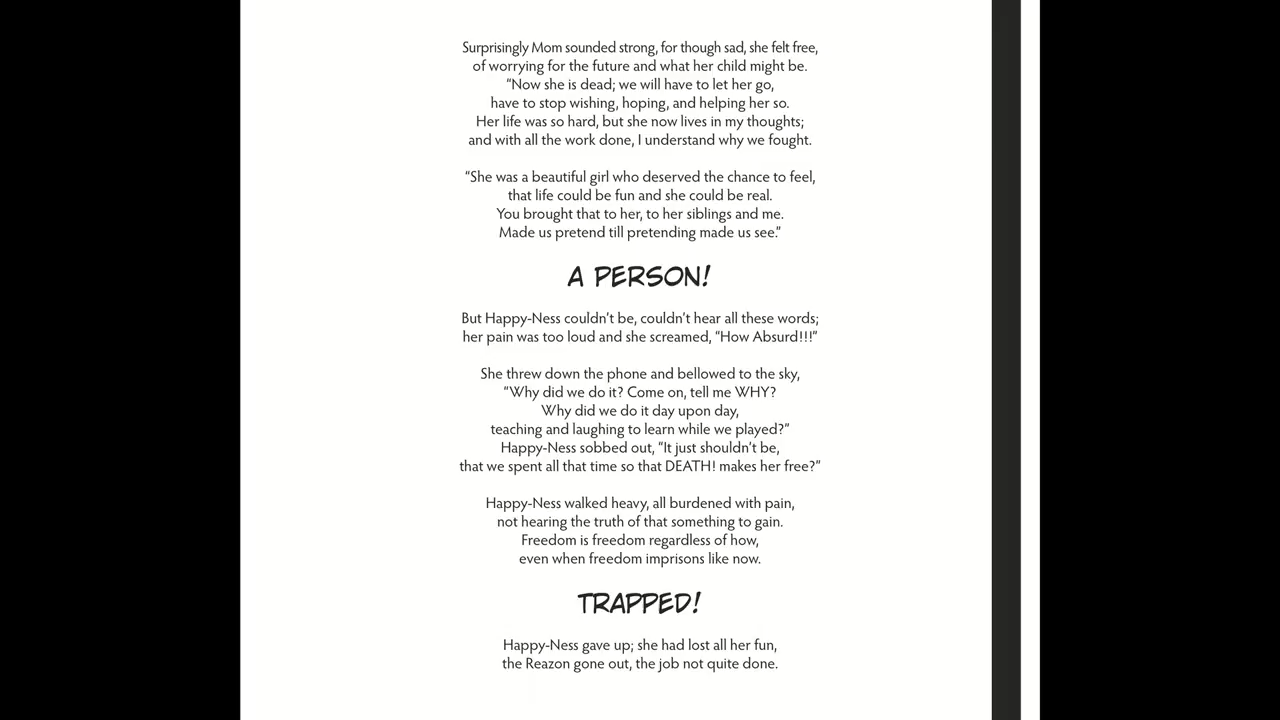 Surprisingly Mom sounded strong, for though sad, she felt free,
of worrying for the future and what her child might be.
“Now she is dead; we will have to let her go,
have to stop wishing, hoping, and helping her so.
Her life was so hard, but she now lives in my thoughts;
and with all the work done, I understand why we fought.
“She was a beautiful girl who deserved the chance to feel,
that life could be fun and she could be real.
You brought that to her, to her siblings and me.
Made us pretend till pretending made us see.”
A PERSON!
But Happy-Ness couldn’t be, couldn’t hear all these words;
her pain was too loud and she screamed, “How Absurd!!!”
She threw down the phone and bellowed to the sky,
“Why did we do it? Come on, tell me WHY?
Why did we do it day upon day,
teaching and laughing to learn while we played?”
Happy-Ness sobbed out, “It just shouldn’t be,
that we spent all that time so that DEATH! makes her free?”
Happy-Ness walked heavy, all burdened with pain,
not hearing the truth of that something to gain.
Freedom is freedom regardless of how,
even when freedom imprisons like now.
TRAPPED!
Happy-Ness gave up; she had lost all her fun,
the Reazon gone out, the job not quite done.